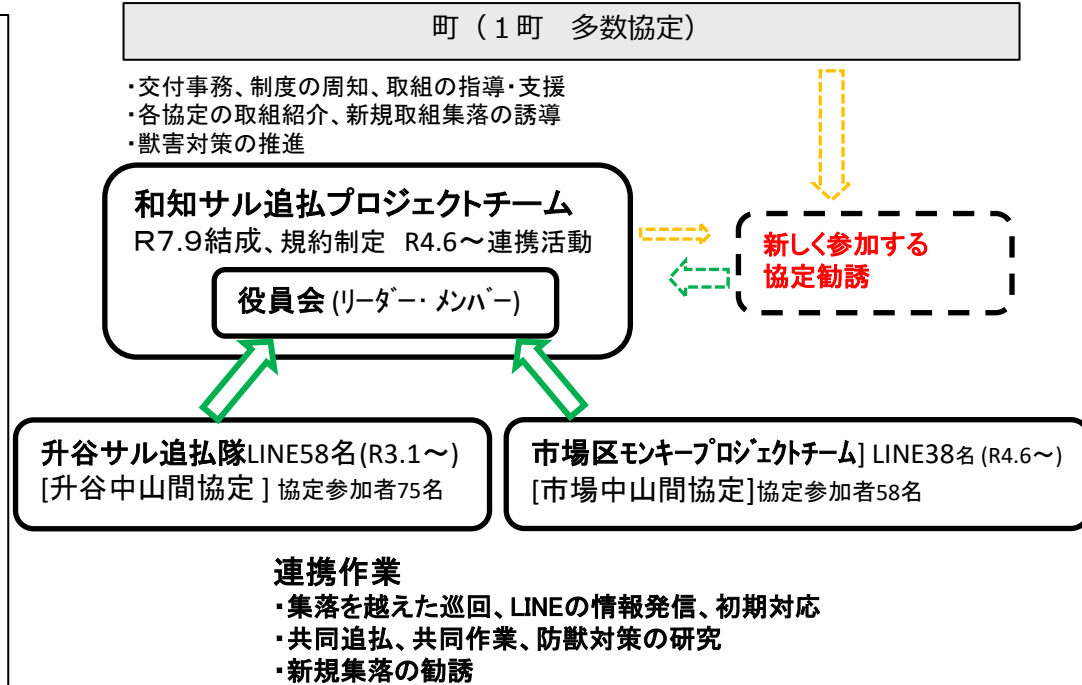 町（１町　多数協定）
・交付事務、制度の周知、取組の指導・支援
・各協定の取組紹介、新規取組集落の誘導
・獣害対策の推進
和知サル追払プロジェクトチーム
Ｒ７.９結成、規約制定　R4.6～連携活動
役員会(リーダー・メンバー)
新しく参加する
協定勧誘
升谷サル追払隊LINE58名(R3.1～)
[升谷中山間協定 ] 協定参加者75名
市場区モンキープロジェクトチーム] LINE38名 (R4.6～)
[市場中山間協定]協定参加者58名
連携作業
・集落を越えた巡回、LINEの情報発信、初期対応
・共同追払、共同作業、防獣対策の研究
・新規集落の勧誘